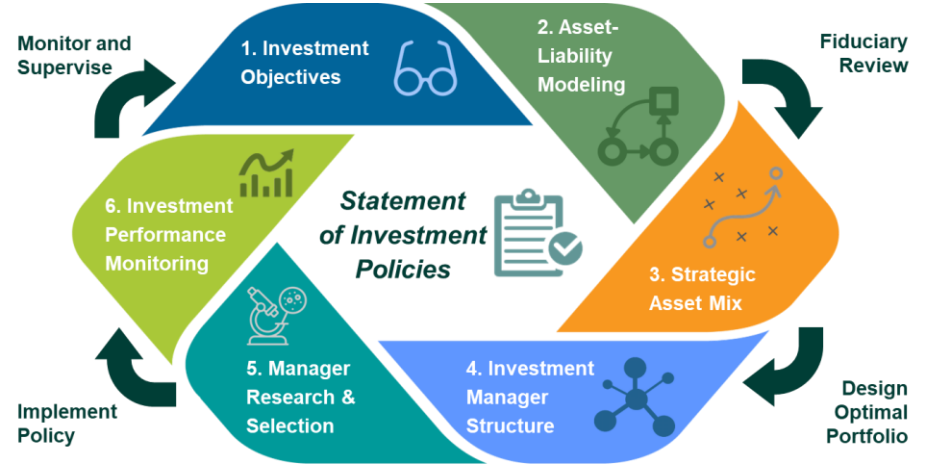 Monitor and
Supervise
1. Investment
Objectives
2. Asset-
Liability
Modeling
Fiduciary
Review
Statement
of Investment
Policies
3. Strategic
Asset Mix
Design
Optimal
Portfolio
4. Investment
Manager
Structure
5. Manager
Research &
Selection
Implement
Policy
6. Investment
Performance
Monitoring